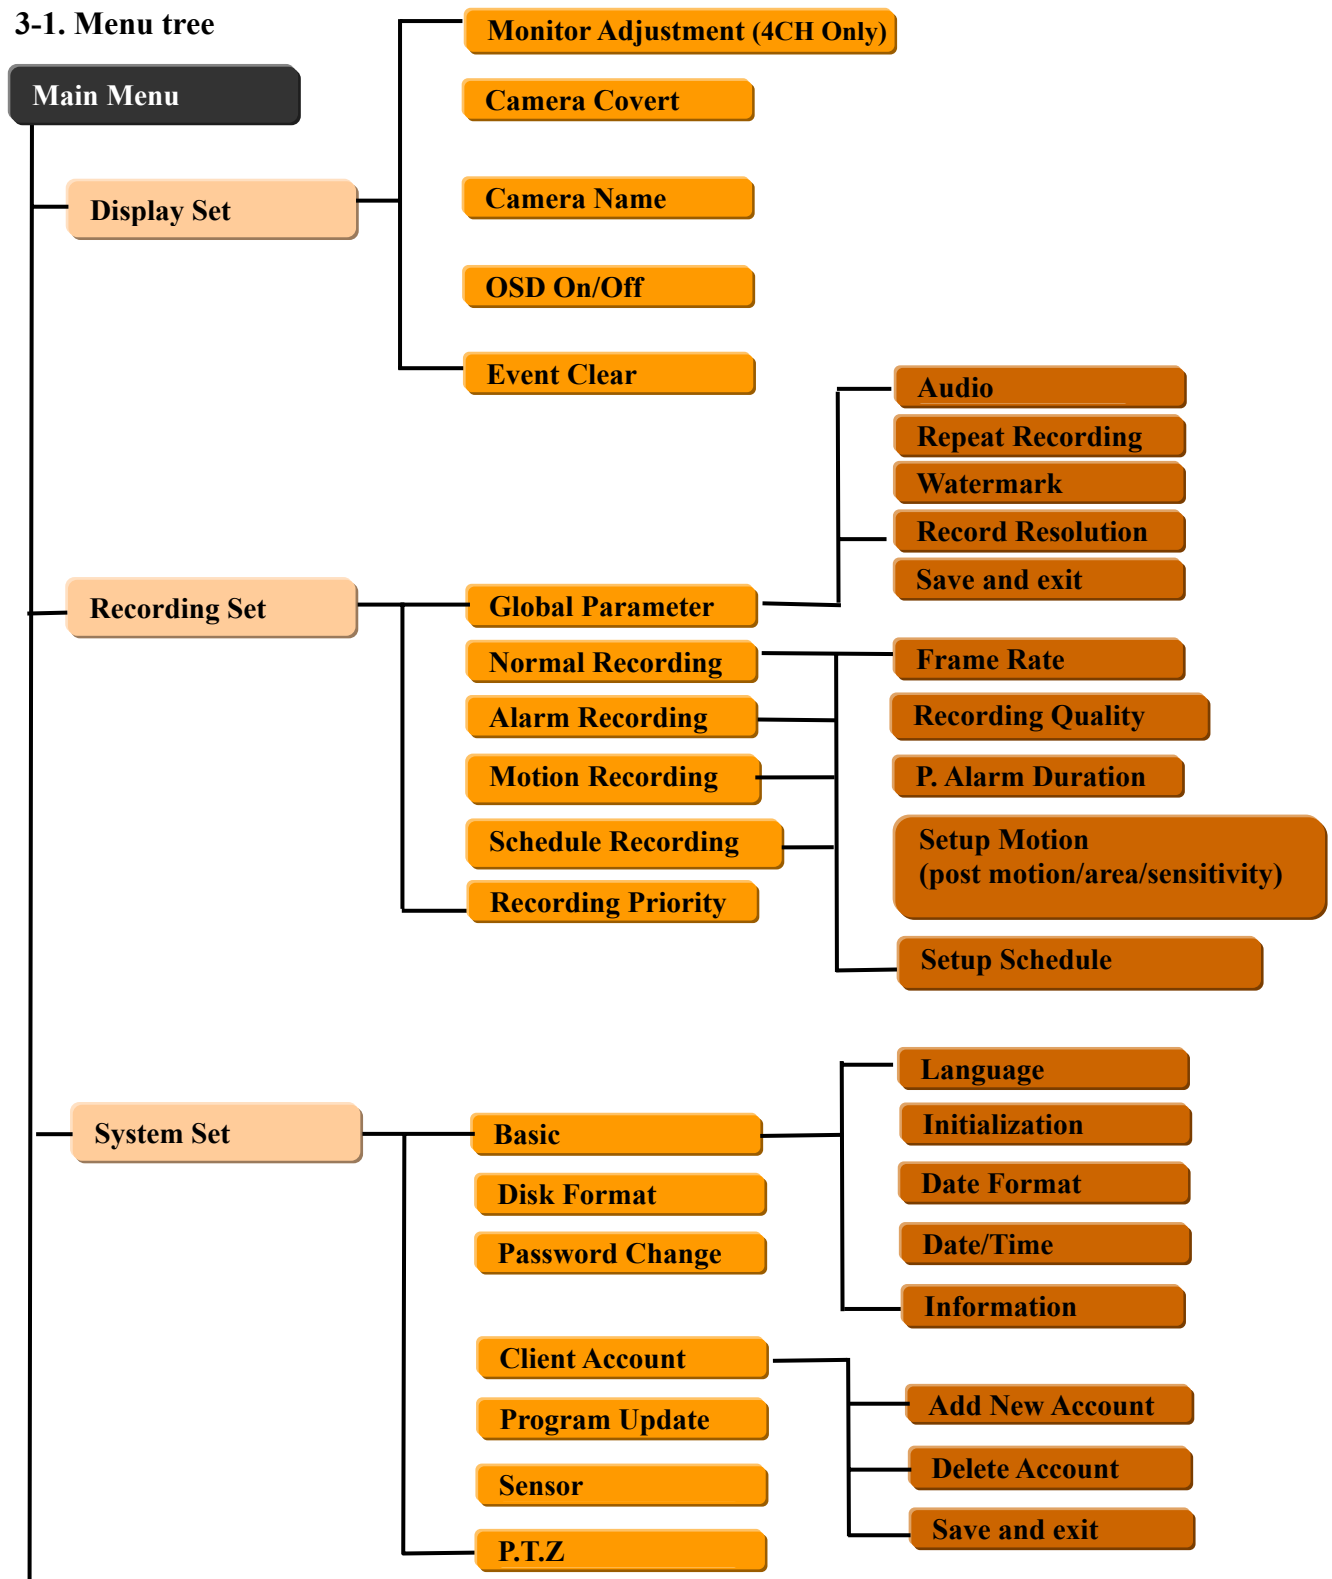 3-1. Menu tree
Main Menu
Display Set
Monitor Adjustment (4CH Only)
Camera Covert
Camera Name
OSD On/Off
Event Clear
Recording Set
Global Parameter
Audio
Repeat Recording
Watermark
Record Resolution
Save and exit
Normal Recording
Alarm Recording
Motion Recording
Schedule Recording
Recording Priority
Frame Rate
Recording Quality
P. Alarm Duration
Setup Motion
(post motion/area/sensitivity)
Setup Schedule
System Set
Basic
Language
Initialization
Date Format
Date/Time
Information
Disk Format
Password Change
Client Account
Add New Account
Delete Account
Save and exit
Program Update
Sensor
P.T.Z